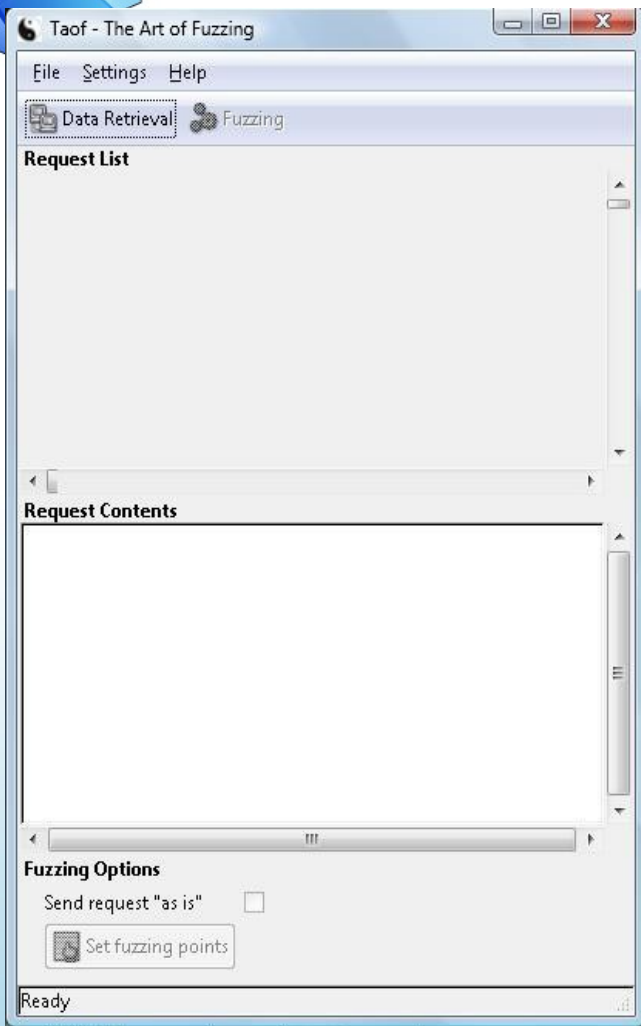 Taof - The Art of Fuzzing
File Settings Help
Data Retrieval Fuzzing
Request List
Request Contents
Fuzzing Options
Send request "as is"
Set fuzzing points
Ready